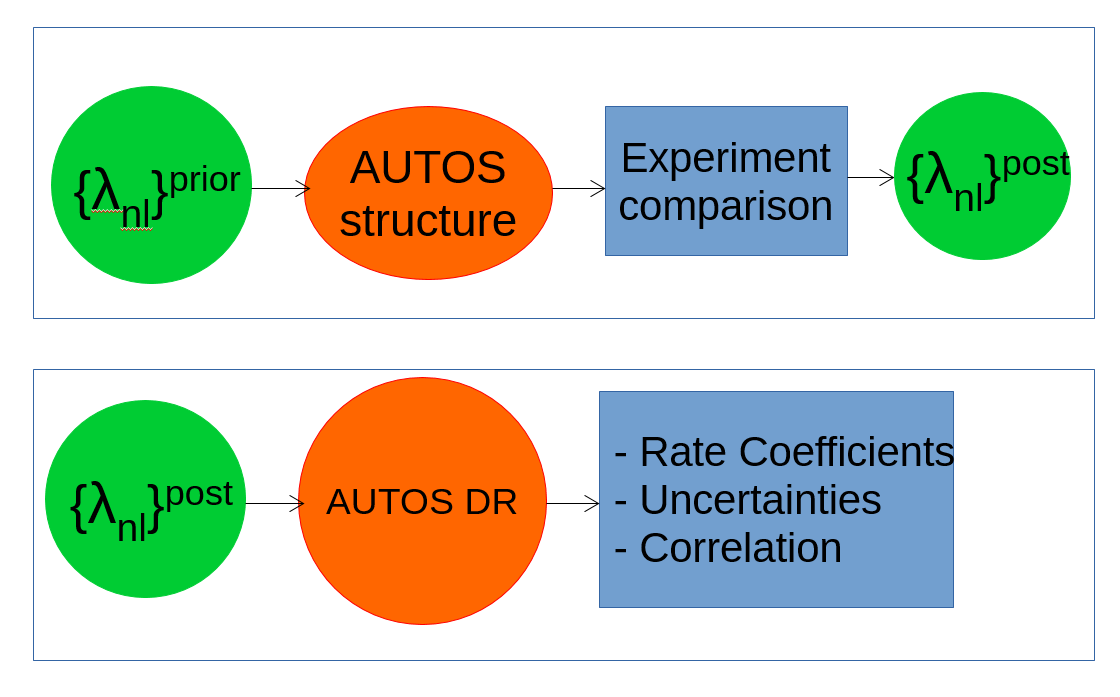 {λnl}prior
AUTOS
structure
Experiment
comparison
{λnl}post
{λnl}post
AUTOS DR
- Rate Coefficients
- Uncertainties
- Correlation